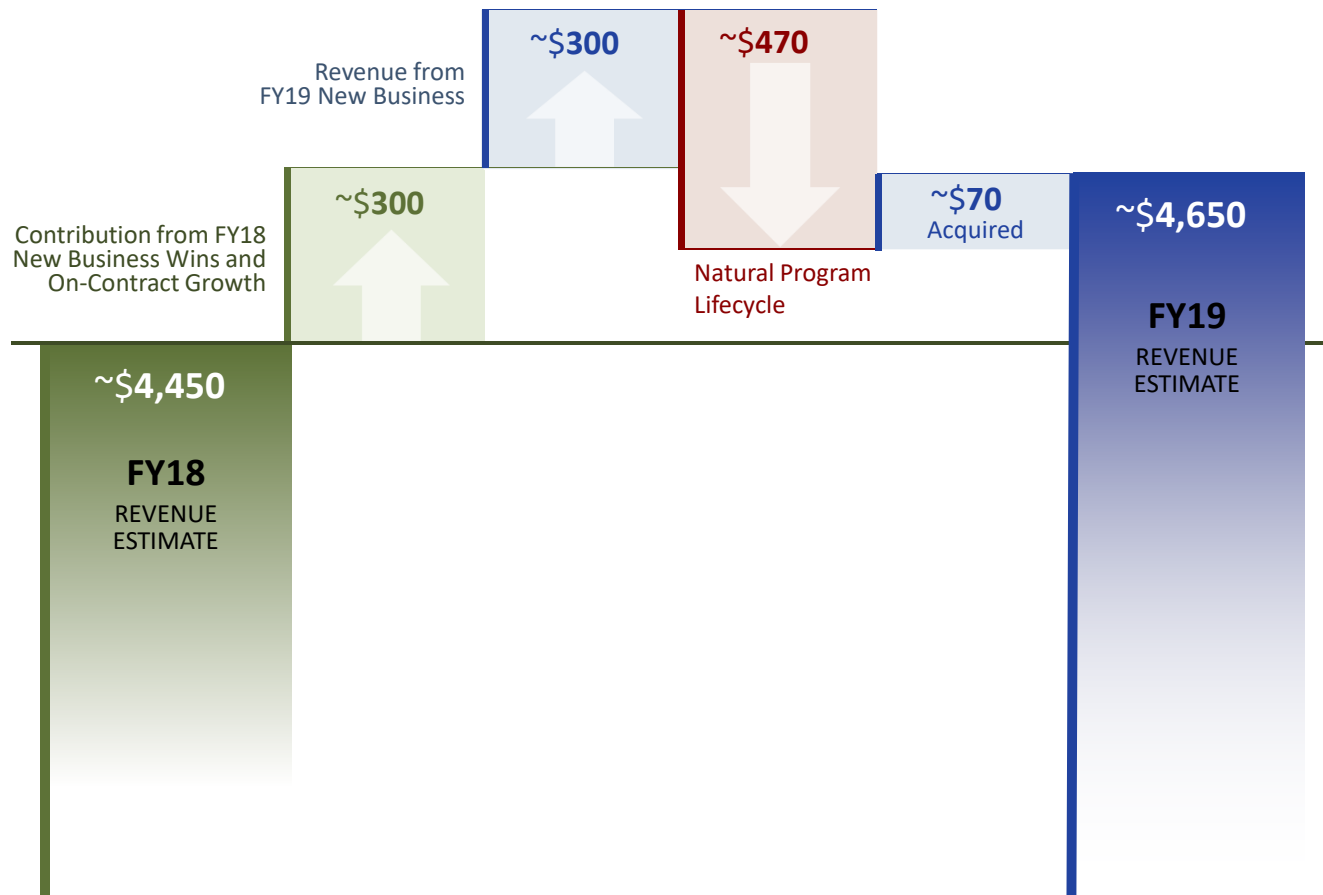 ~$300
~$470
Revenue from
FY19 New Business
~$300
~$70
Acquired
~$4,650
Contribution from FY18
New Business Wins and
On-Contract Growth
Natural Program
Lifecycle
FY19
REVENUE
ESTIMATE
~$4,450
FY18
REVENUE
ESTIMATE